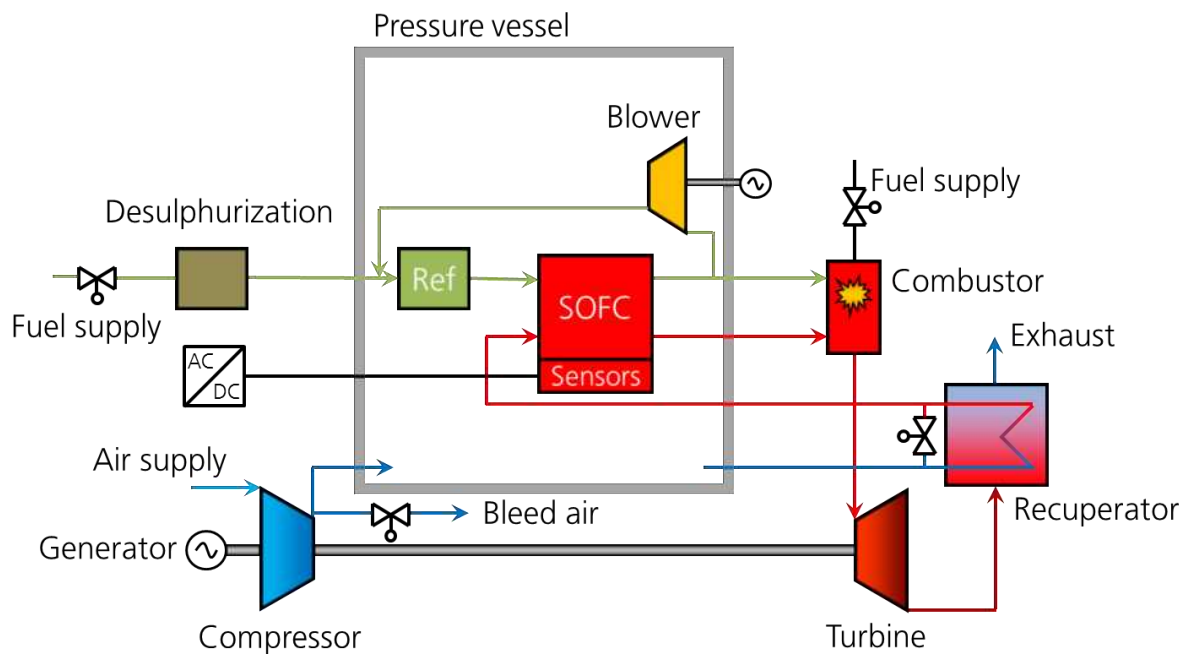 Pressure vessel
Blower
Fuel supply
Desulphurization
Ref
SOFC
Combustor
Fuel supply
Exhaust
AC
DC
Sensors
Air supply
Bleed air
Recuperator
Generator
Compressor
Turbine